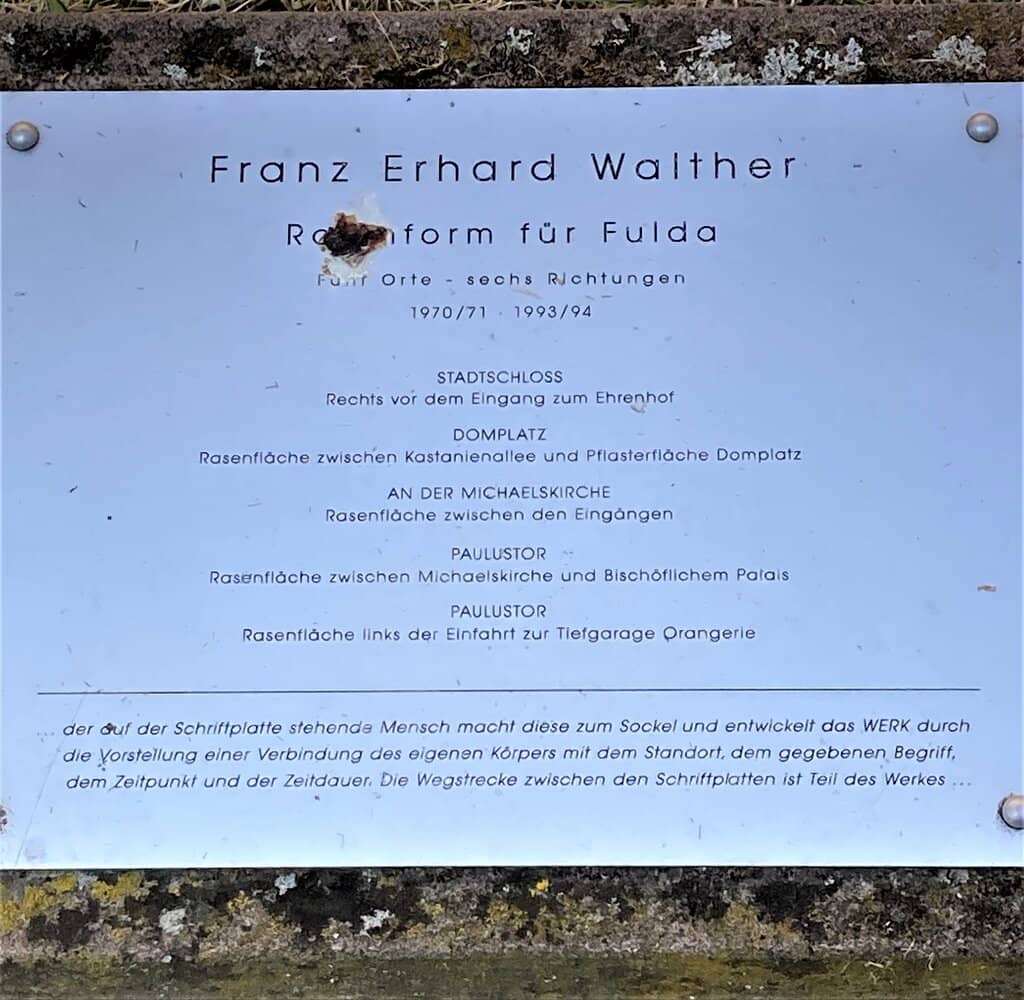 Franz Erhard Walther
für Fulda
Fünf Orte - sechs Richtungen
1970/71 · 1993/94
STADTSCHLOSS
Rechts vor dem Eingang zum Ehrenhof
DOMPLATZ
Rasenfläche zwischen Kastanienallee und Pflasterfläche Domplatz
AN DER MICHAELSKIRCHE
Rasenfläche zwischen den Eingängen
PAULUSTOR
Rasenfläche zwischen Michaelskirche und Bischöflichem Palais
PAULUSTOR
Rasenfläche links der Einfahrt zur Tiefgarage Orangerie
... der auf der Schriftplatte stehende Mensch macht diese zum Sockel und entwickelt das WERK durch
die Vorstellung einer Verbindung des eigenen Körpers mit dem Standort, dem gegebenen Begriff,
dem Zeitpunkt und der Zeitdauer. Die Wegstrecke zwischen den Schriftplatten ist Teil des Werkes ...